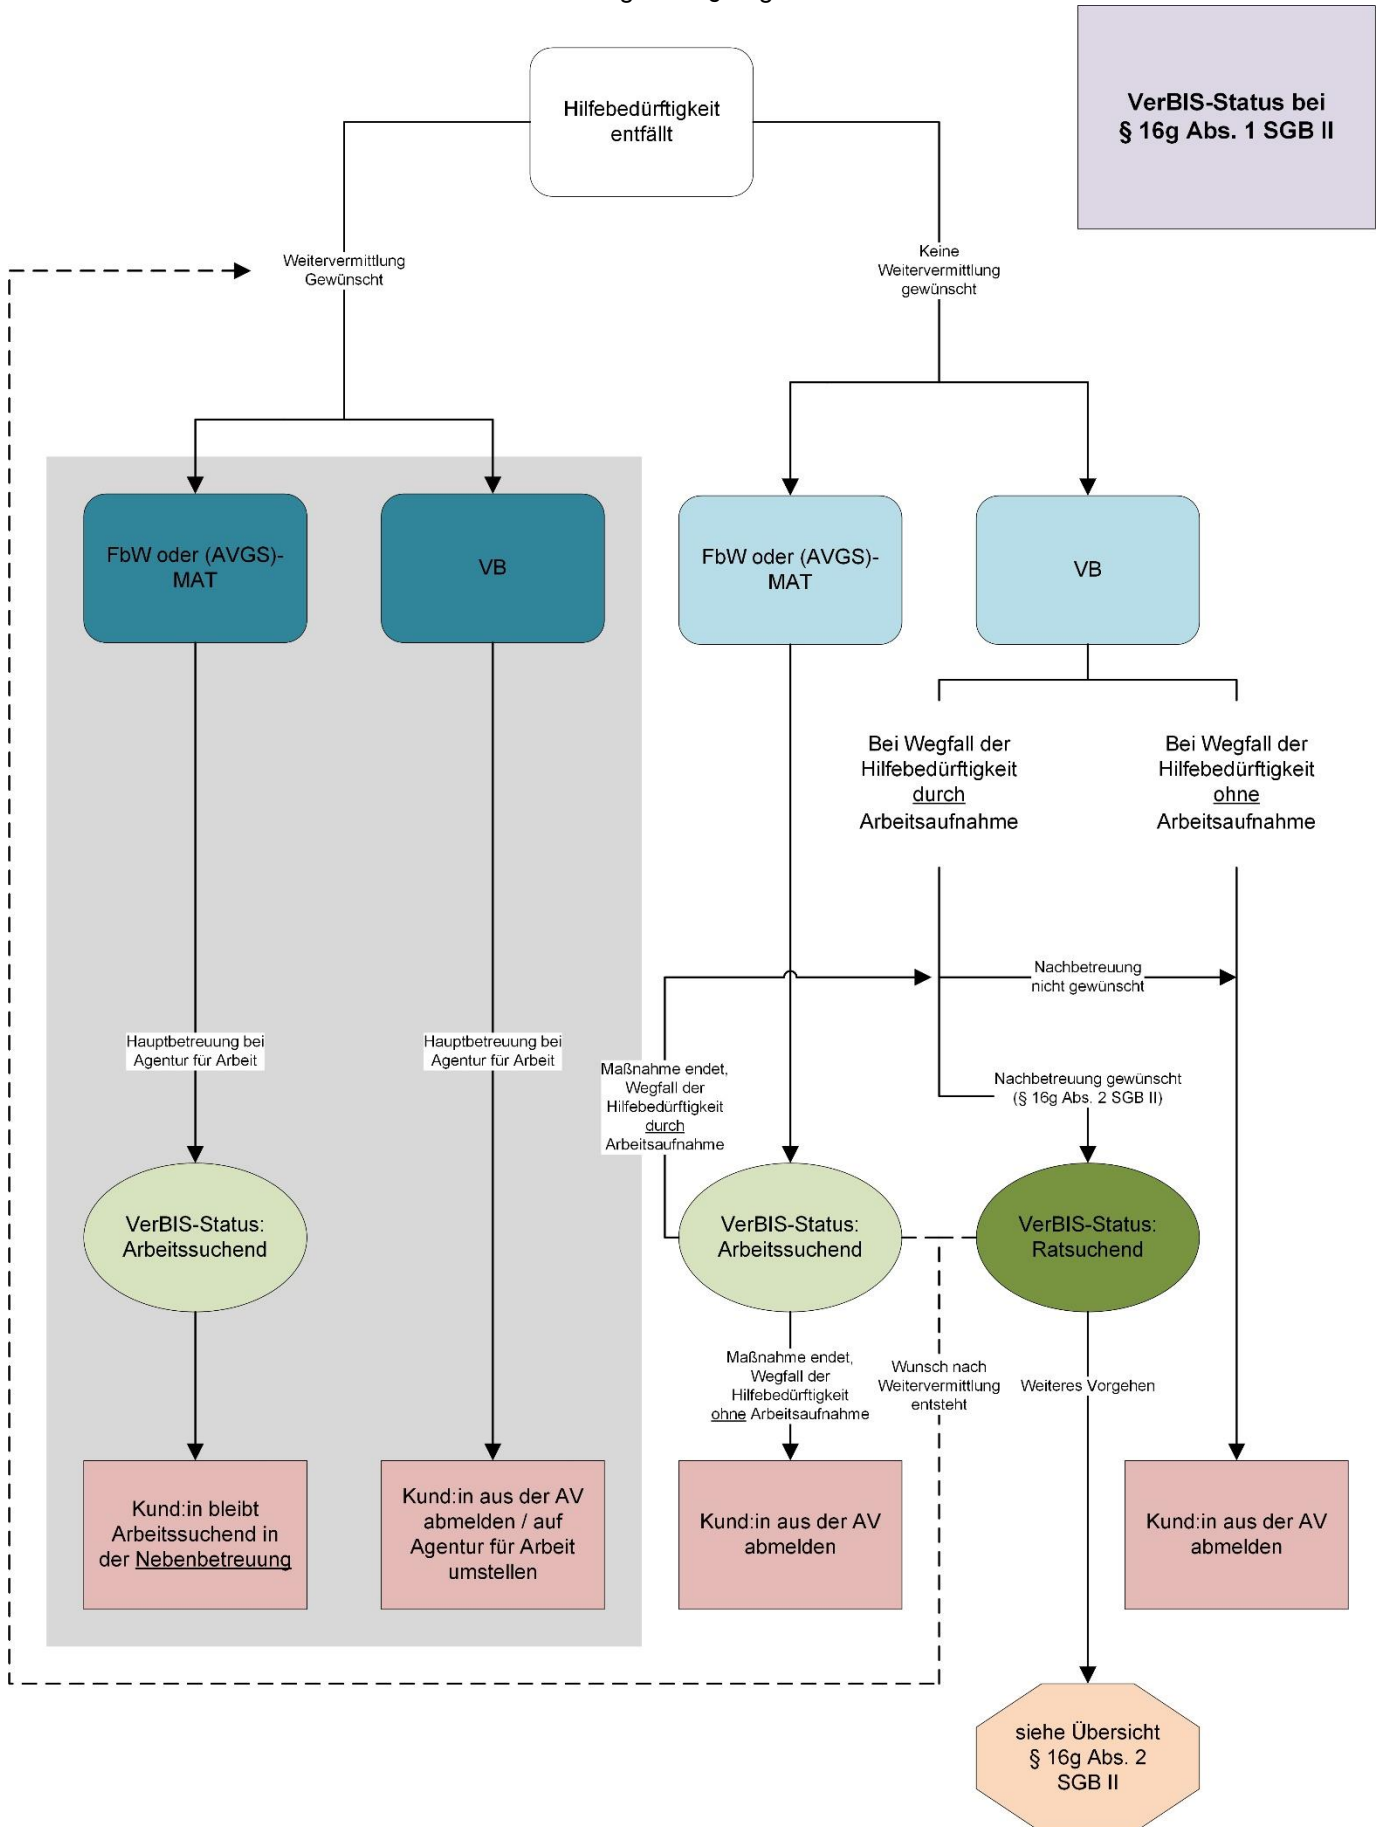 Hilfebedürftigkeit
entfällt
VerBIS-Status bei
§ 16g Abs. 1 SGB II
Weitervermittlung
Gewünscht
Keine
Weitervermittlung
gewünscht
FbW oder (AVGS)-
MAT
VB
FbW oder (AVGS)-
MAT
VB
Bei Wegfall der
Hilfebedürftigkeit
durch
Arbeitsaufnahme
Bei Wegfall der
Hilfebedürftigkeit
ohne
Arbeitsaufnahme
Nachbetreuung
nicht gewünscht
Hauptbetreuung bei
Agentur für Arbeit
Hauptbetreuung bei
Agentur für Arbeit
Maßnahme endet,
Wegfall der
Hilfebedürftigkeit
durch
Arbeitsaufnahme
Nachbetreuung gewünscht
(§ 16g Abs. 2 SGB II)
VerBIS-Status:
Arbeitssuchend
VerBIS-Status:
Arbeitssuchend
VerBIS-Status:
Ratsuchend
Maßnahme endet,
Wegfall der
Hilfebedürftigkeit
ohne Arbeitsaufnahme
Wunsch nach
Weitervermittlung
entsteht
Weiteres Vorgehen
Kund:in bleibt
Arbeitssuchend in
der Nebenbetreuung
Kund:in aus der AV
abmelden / auf
Agentur für Arbeit
umstellen
Kund:in aus der AV
abmelden
Kund:in aus der AV
abmelden
siehe Übersicht
§ 16g Abs. 2
SGB II